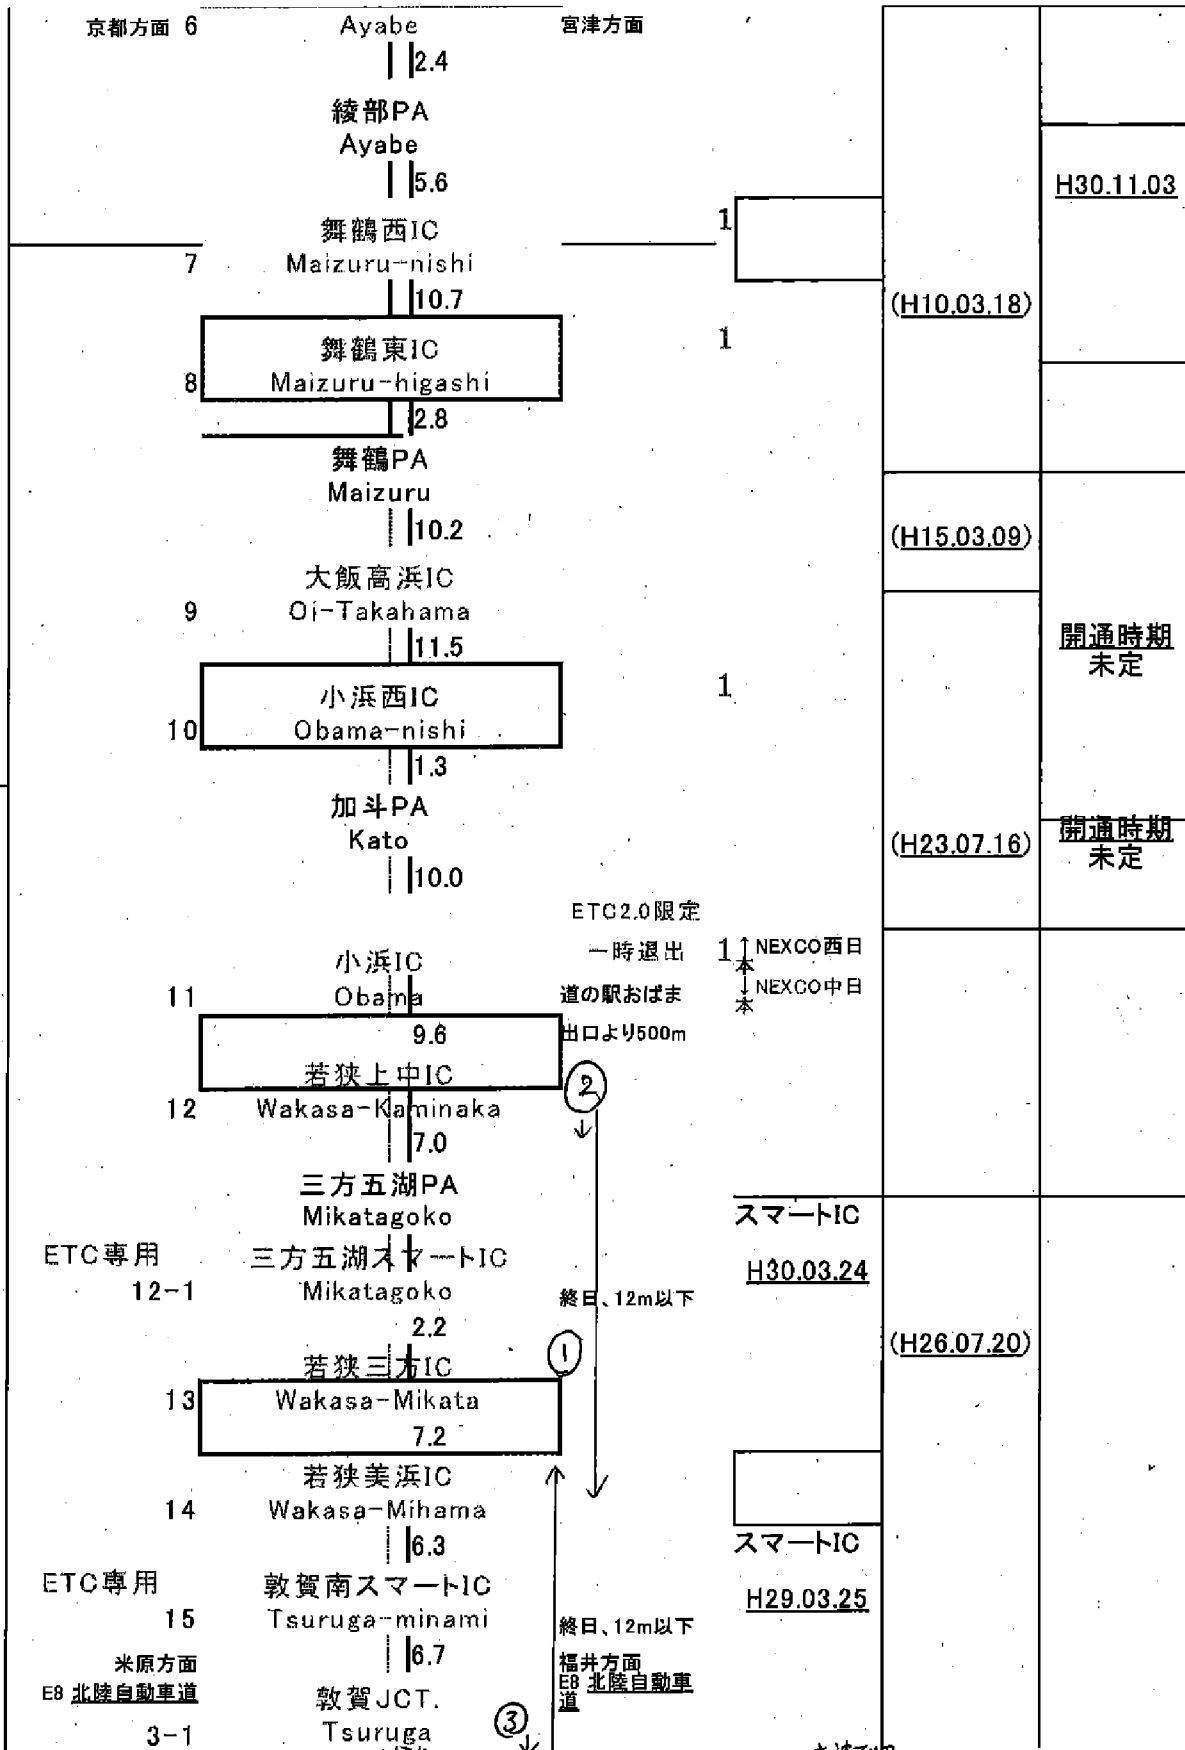 京都方面 6 Ayabe 宮津方面
2.4
綾部PA
Ayabe
5.6
H30.11.03
舞鶴西IC 1
7 Maizuru-nishi
10.7
(H10.03.18)
舞鶴東IC 1
8 Maizuru-higashi
2.8
舞鶴PA
Maizuru
10.2
(H15.03.09)
大飯高浜IC
9 Oi-Takahama
11.5
開通時期
未定
小浜西IC 1
10 Obama-nishi
1.3
加斗PA
Kato
(H23.07.16)
開通時期
未定
10.0
ETC2.0限定
一時退出 1 ↑ NEXCO西日
本
小浜IC
11 Obama 道の駅おばま ↓ NEXCO中日
本
9.6 出口より500m
若狭上中IC ②
12 Wakasa-Kaminaka ↓
7.0
三方五湖PA
Mikatagoko
スマートIC
ETC専用 三方五湖スマートIC
H30.03.24
12-1 Mikatagoko 終日、12m以下
2.2
(H26.07.20)
若狭三方IC ①
13 Wakasa-Mikata
7.2
若狭美浜IC
14 Wakasa-Mihama
6.3
スマートIC
ETC専用 敦賀南スマートIC
H29.03.25
15 Tsuruga-minami 終日、12m以下
6.7
米原方面 福井方面
E8 北陸自動車道 E8 北陸自動車
道
敦賀JCT.
3-1 Tsuruga ③ ↓